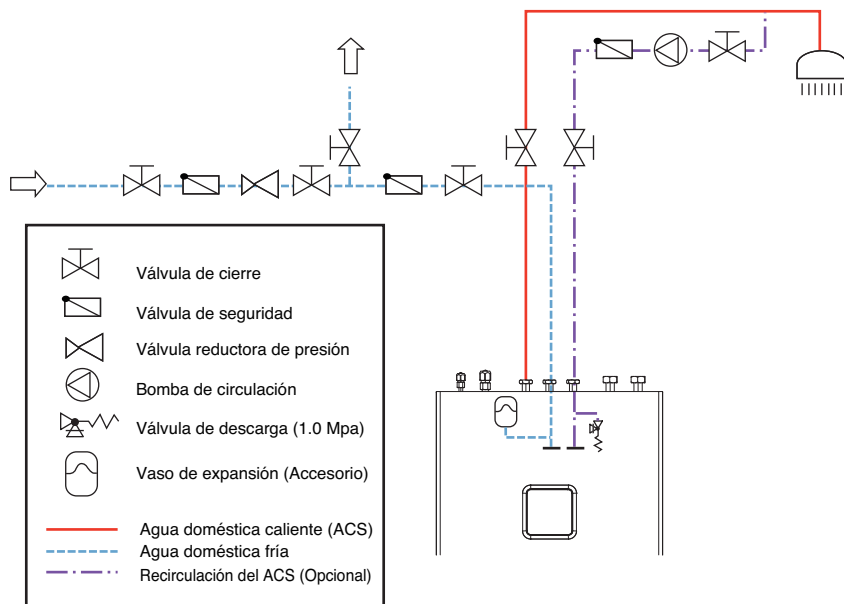 Válvula de cierre
Válvula de seguridad
Válvula reductora de presión
Bomba de circulación
Válvula de descarga (1.0 Mpa)
Vaso de expansión (Accesorio)
Agua doméstica caliente (ACS)
Agua doméstica fría
Recirculación del ACS (Opcional)